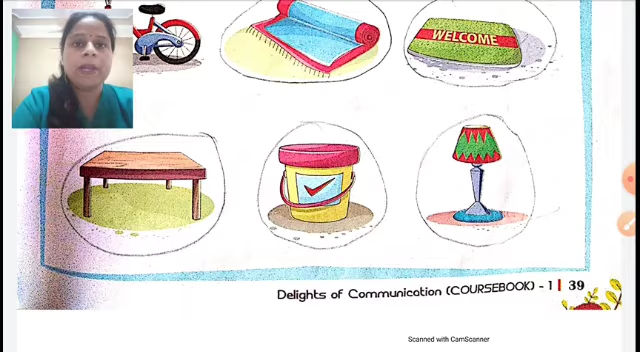 WELCOME
Delights of Communication (COURSEBOOK) - 1 | 39
Scanned with CamScanner